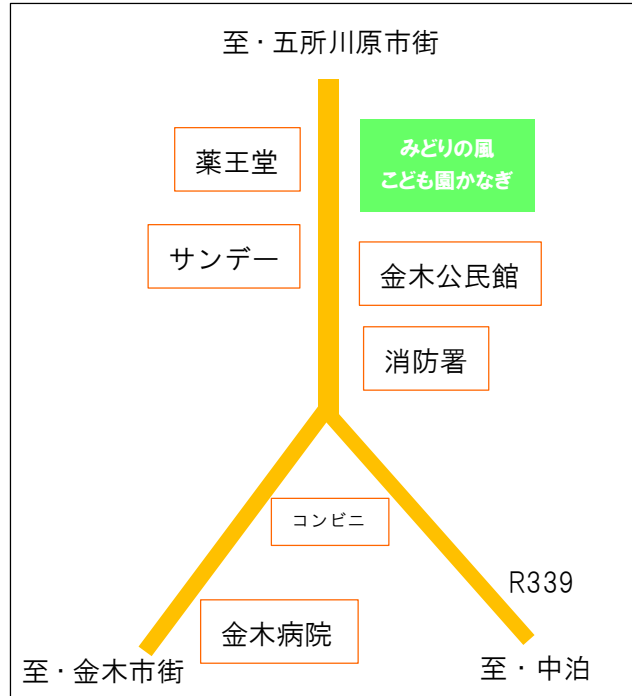 至・五所川原市街
薬王堂
みどりの風
こども園かなぎ
サンデー
金木公民館
消防署
コンビニ
R339
金木病院
至・金木市街
至・中泊